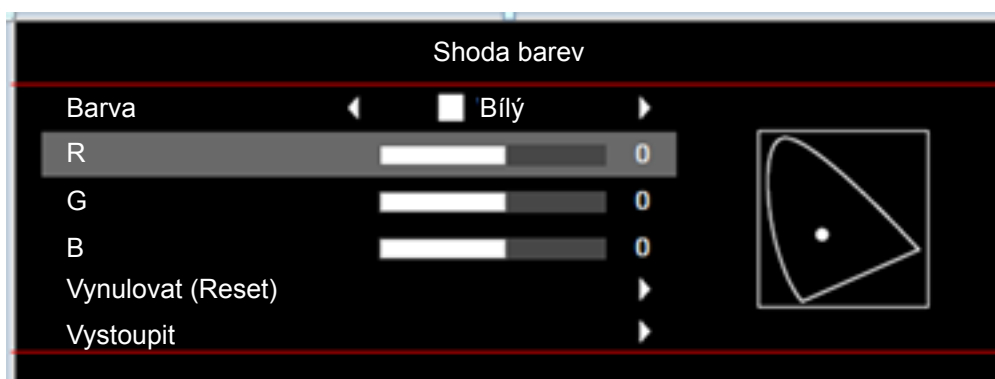 Shoda barev
Barva Bílý
R 0
G 0
B 0
Vynulovat (Reset)
Vystoupit